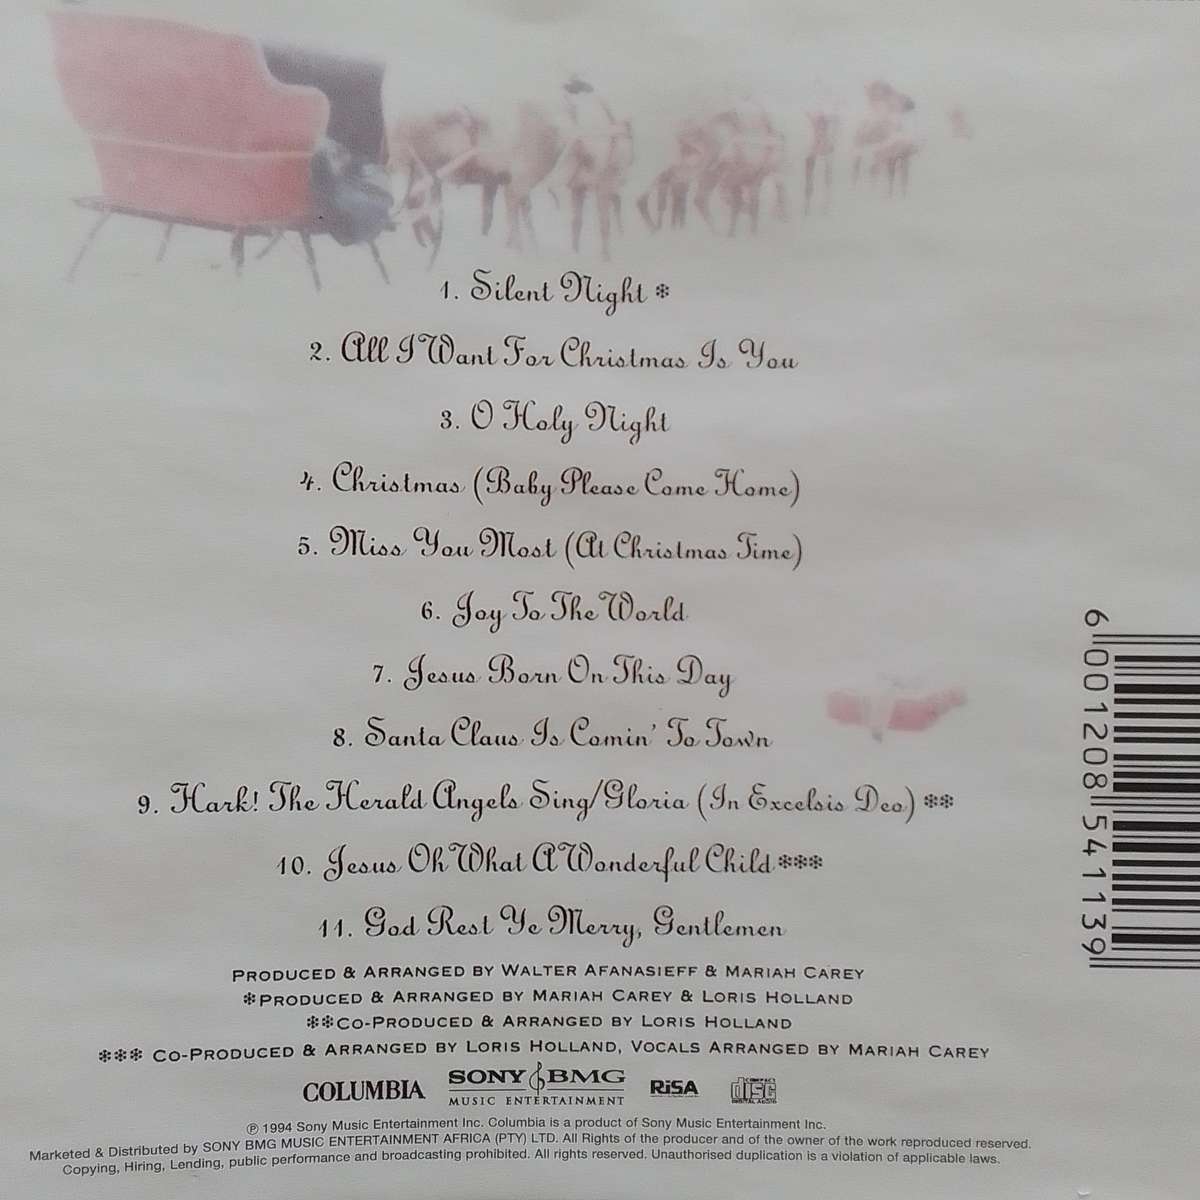 1. Silent Night *
2. All I Want For Christmas Is You
3. O Holy Night
4. Christmas (Baby Please Come Home)
5. Miss You Most (At Christmas Time)
6. Joy To The World
7. Jesus Born On This Day
8. Santa Claus Is Comin' To Town
9. Hark! The Herald Angels Sing/Gloria (In Excelsis Deo) **
10. Jesus Oh What A Wonderful Child ***
11. God Rest Ye Merry, Gentlemen
PRODUCED & ARRANGED BY WALTER AFANASIEFF & MARIAH CAREY
*PRODUCED & ARRANGED BY MARIAH CAREY & LORIS HOLLAND
**CO-PRODUCED & ARRANGED BY LORIS HOLLAND
*** CO-PRODUCED & ARRANGED BY LORIS HOLLAND, VOCALS ARRANGED BY MARIAH CAREY
COLUMBIA SONY BMG MUSIC ENTERTAINMENT RiSA COMPACT disc DIGITAL AUDIO
℗ 1994 Sony Music Entertainment Inc. Columbia is a product of Sony Music Entertainment Inc.
Marketed & Distributed by SONY BMG MUSIC ENTERTAINMENT AFRICA (PTY) LTD. All Rights of the producer and of the owner of the work reproduced reserved.
Copying, Hiring, Lending, public performance and broadcasting prohibited. All rights reserved. Unauthorised duplication is a violation of applicable laws.
6 001208 541139